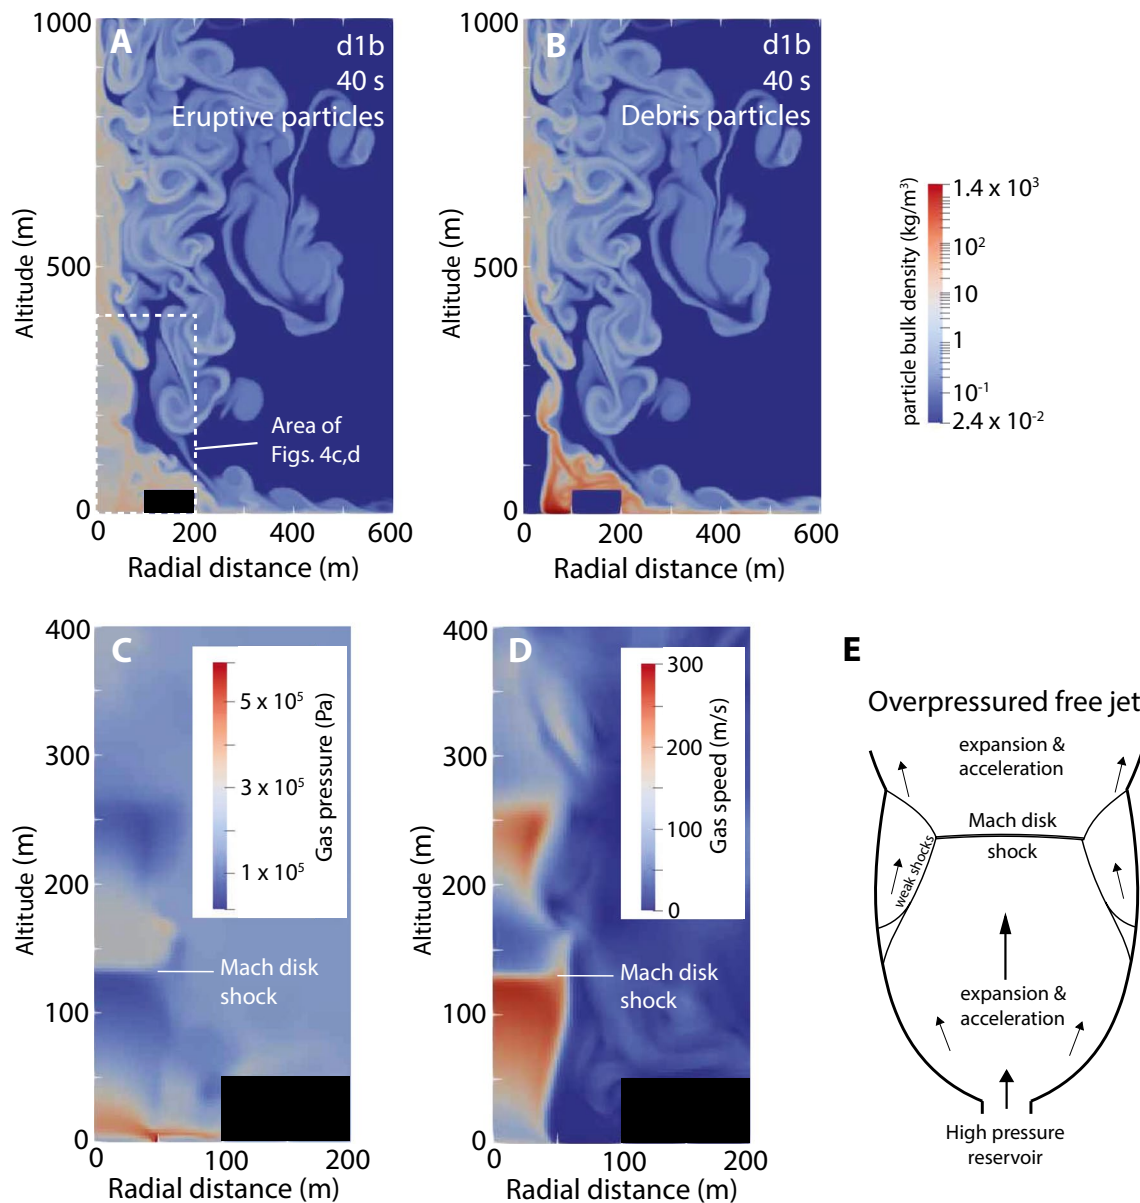 A
d1b
40 s
Eruptive particles
Area of
Figs. 4c,d
1000
500
0
Altitude (m)
0
200
400
600
Radial distance (m)
B
d1b
40 s
Debris particles
1000
500
0
Altitude (m)
0
200
400
600
Radial distance (m)
particle bulk density (kg/m³)
1.4 x 10³
10²
10
1
10⁻¹
2.4 x 10⁻²
C
400
300
200
100
0
Altitude (m)
5 x 10⁵
3 x 10⁵
1 x 10⁵
Gas pressure (Pa)
Mach disk
shock
0
100
200
Radial distance (m)
D
400
300
200
100
0
Altitude (m)
300
200
100
0
Gas speed (m/s)
Mach disk
shock
0
100
200
Radial distance (m)
E
Overpressured free jet
expansion &
acceleration
Mach disk
shock
weak shocks
expansion &
acceleration
High pressure
reservoir